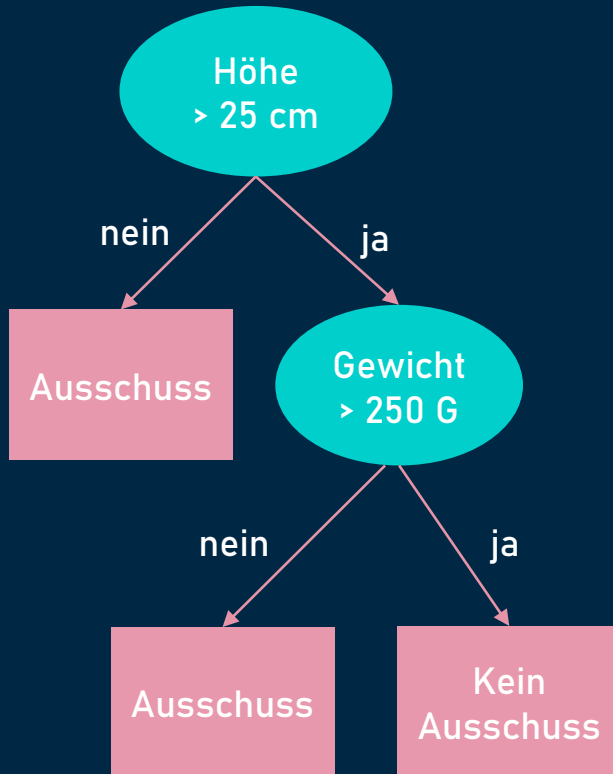 Höhe
> 25 cm
nein
ja
Ausschuss
Gewicht
> 250 G
nein
ja
Ausschuss
Kein
Ausschuss